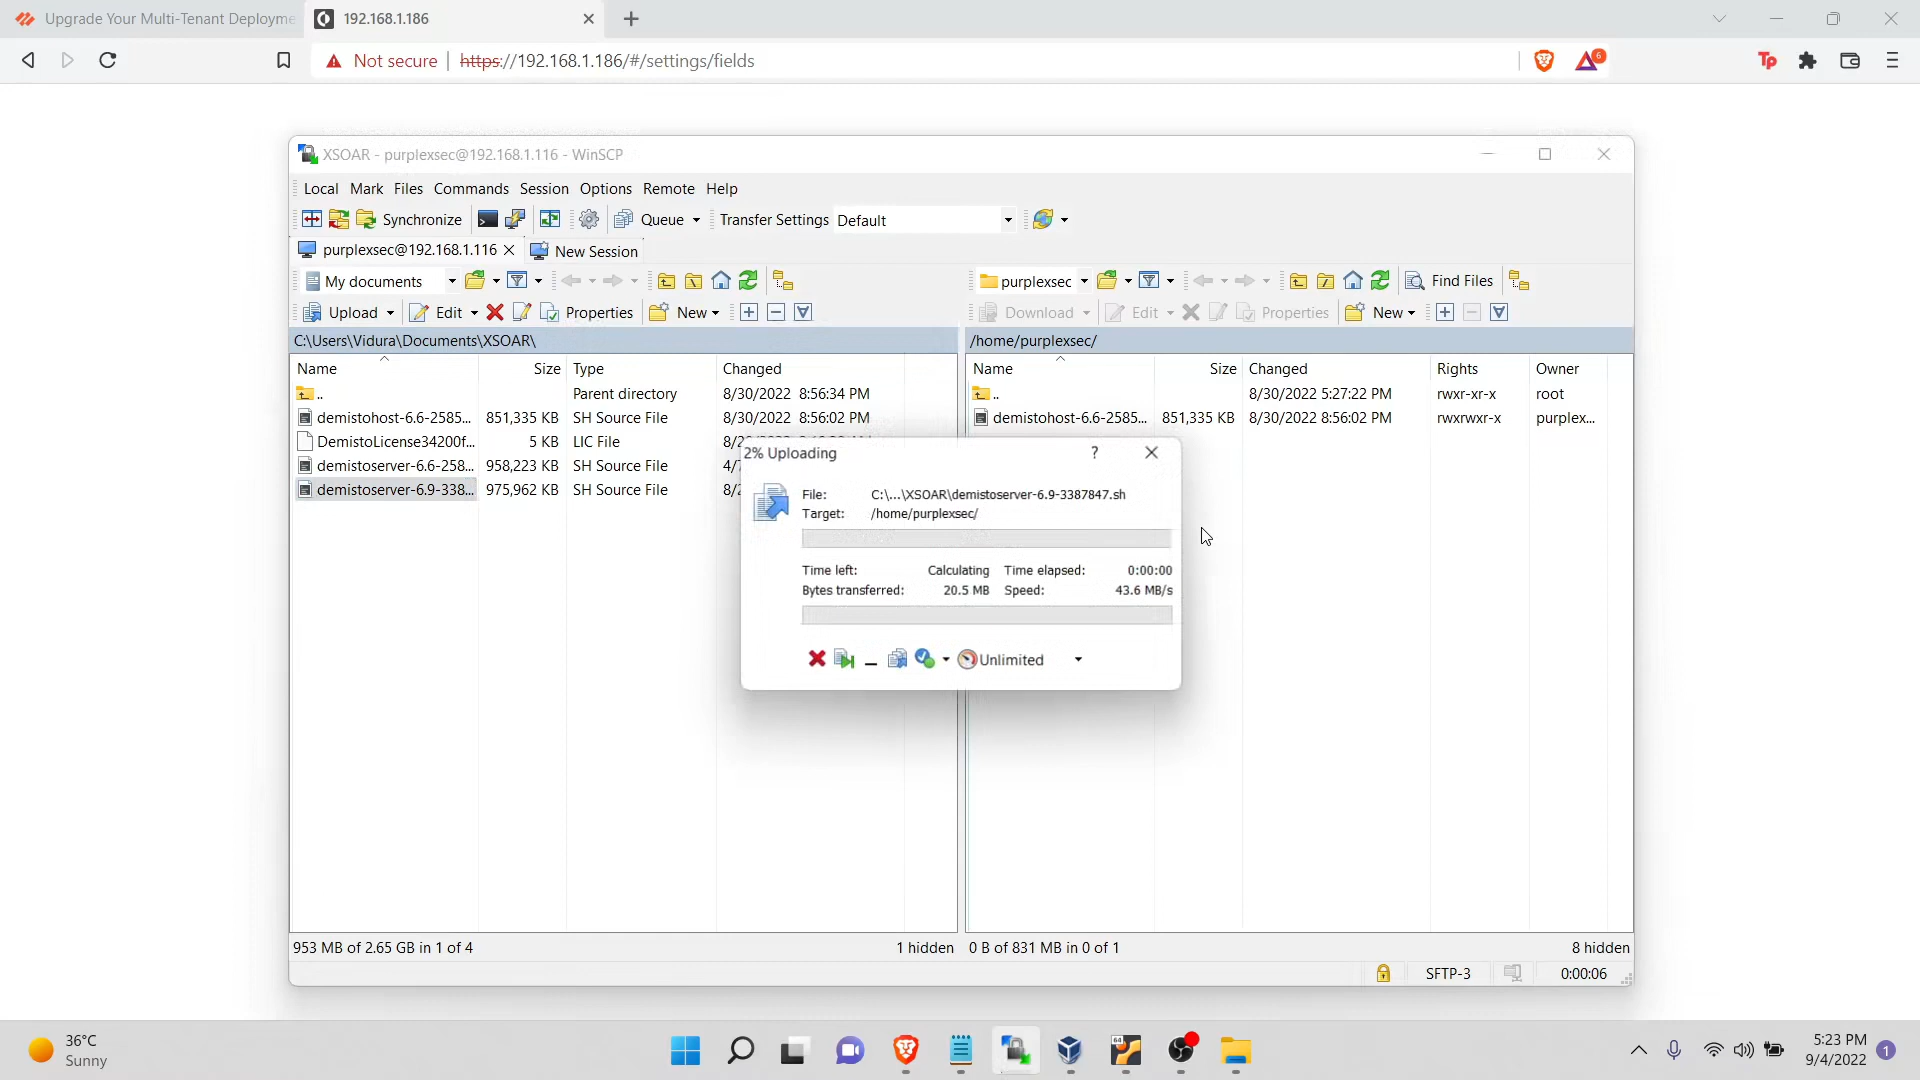 Upgrade Your Multi-Tenant Deployme
192.168.1.186
Not secure
https://192.168.1.186/#/settings/fields
6
Tp
XSOAR - purplexsec@192.168.1.116 - WinSCP
Local Mark Files Commands Session Options Remote Help
Synchronize Queue Transfer Settings Default
purplexsec@192.168.1.116 New Session
My documents
purplexsec Find Files
Upload Edit Properties New
Download Edit Properties New
C:\Users\Vidura\Documents\XSOAR\
/home/purplexsec/
Name Size Type Changed
.. Parent directory 8/30/2022 8:56:34 PM
demistohost-6.6-2585... 851,335 KB SH Source File 8/30/2022 8:56:02 PM
DemistoLicense34200f... 5 KB LIC File
demistoserver-6.6-258... 958,223 KB SH Source File 4/7
demistoserver-6.9-338... 975,962 KB SH Source File 8/2
Name Size Changed Rights Owner
.. 8/30/2022 5:27:22 PM rwxr-xr-x root
demistohost-6.6-2585... 851,335 KB 8/30/2022 8:56:02 PM rwxrwxr-x purplex...
2% Uploading ?
File: C:\...\XSOAR\demistoserver-6.9-3387847.sh
Target: /home/purplexsec/
Time left: Calculating Time elapsed: 0:00:00
Bytes transferred: 20.5 MB Speed: 43.6 MB/s
Unlimited
953 MB of 2.65 GB in 1 of 4 1 hidden
0 B of 831 MB in 0 of 1 8 hidden
SFTP-3 0:00:06
36°C
Sunny
64
5:23 PM
9/4/2022
1